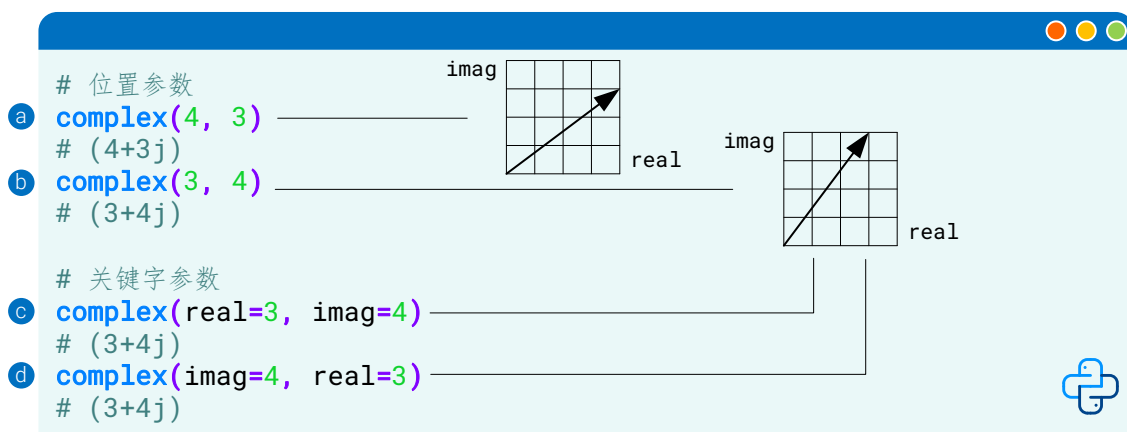 # 位置参数
a complex(4, 3)
# (4+3j)
b complex(3, 4)
# (3+4j)
imag
real
imag
real
# 关键字参数
c complex(real=3, imag=4)
# (3+4j)
d complex(imag=4, real=3)
# (3+4j)